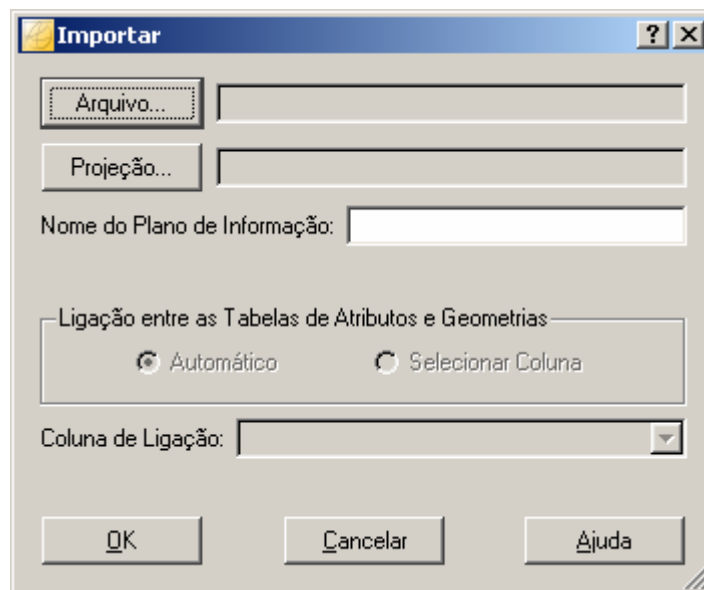 Importar
Arquivo...
Projeção...
Nome do Plano de Informação:
Ligação entre as Tabelas de Atributos e Geometrias
Automático Selecionar Coluna
Coluna de Ligação:
OK Cancelar Ajuda